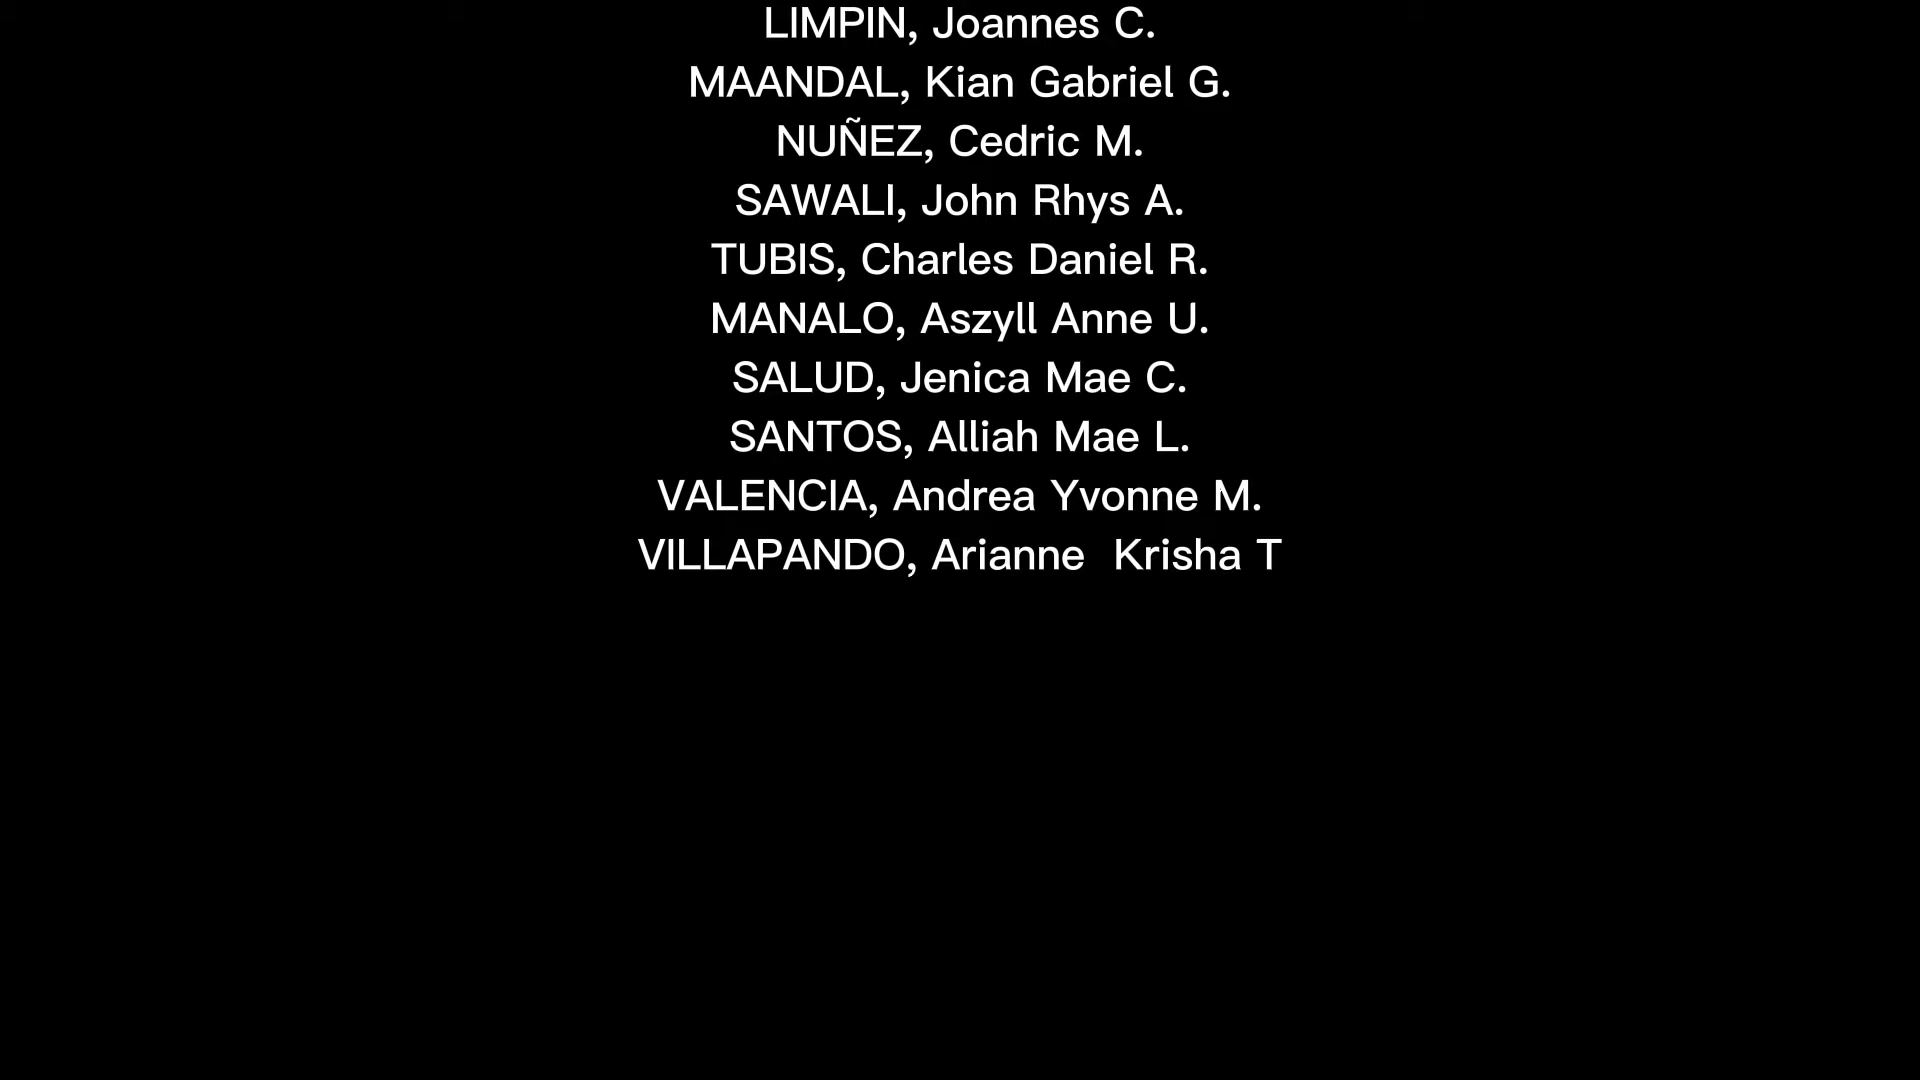 LIMPIN, Joannes C.
MAANDAL, Kian Gabriel G.
NUÑEZ, Cedric M.
SAWALI, John Rhys A.
TUBIS, Charles Daniel R.
MANALO, Aszyll Anne U.
SALUD, Jenica Mae C.
SANTOS, Alliah Mae L.
VALENCIA, Andrea Yvonne M.
VILLAPANDO, Arianne  Krisha T